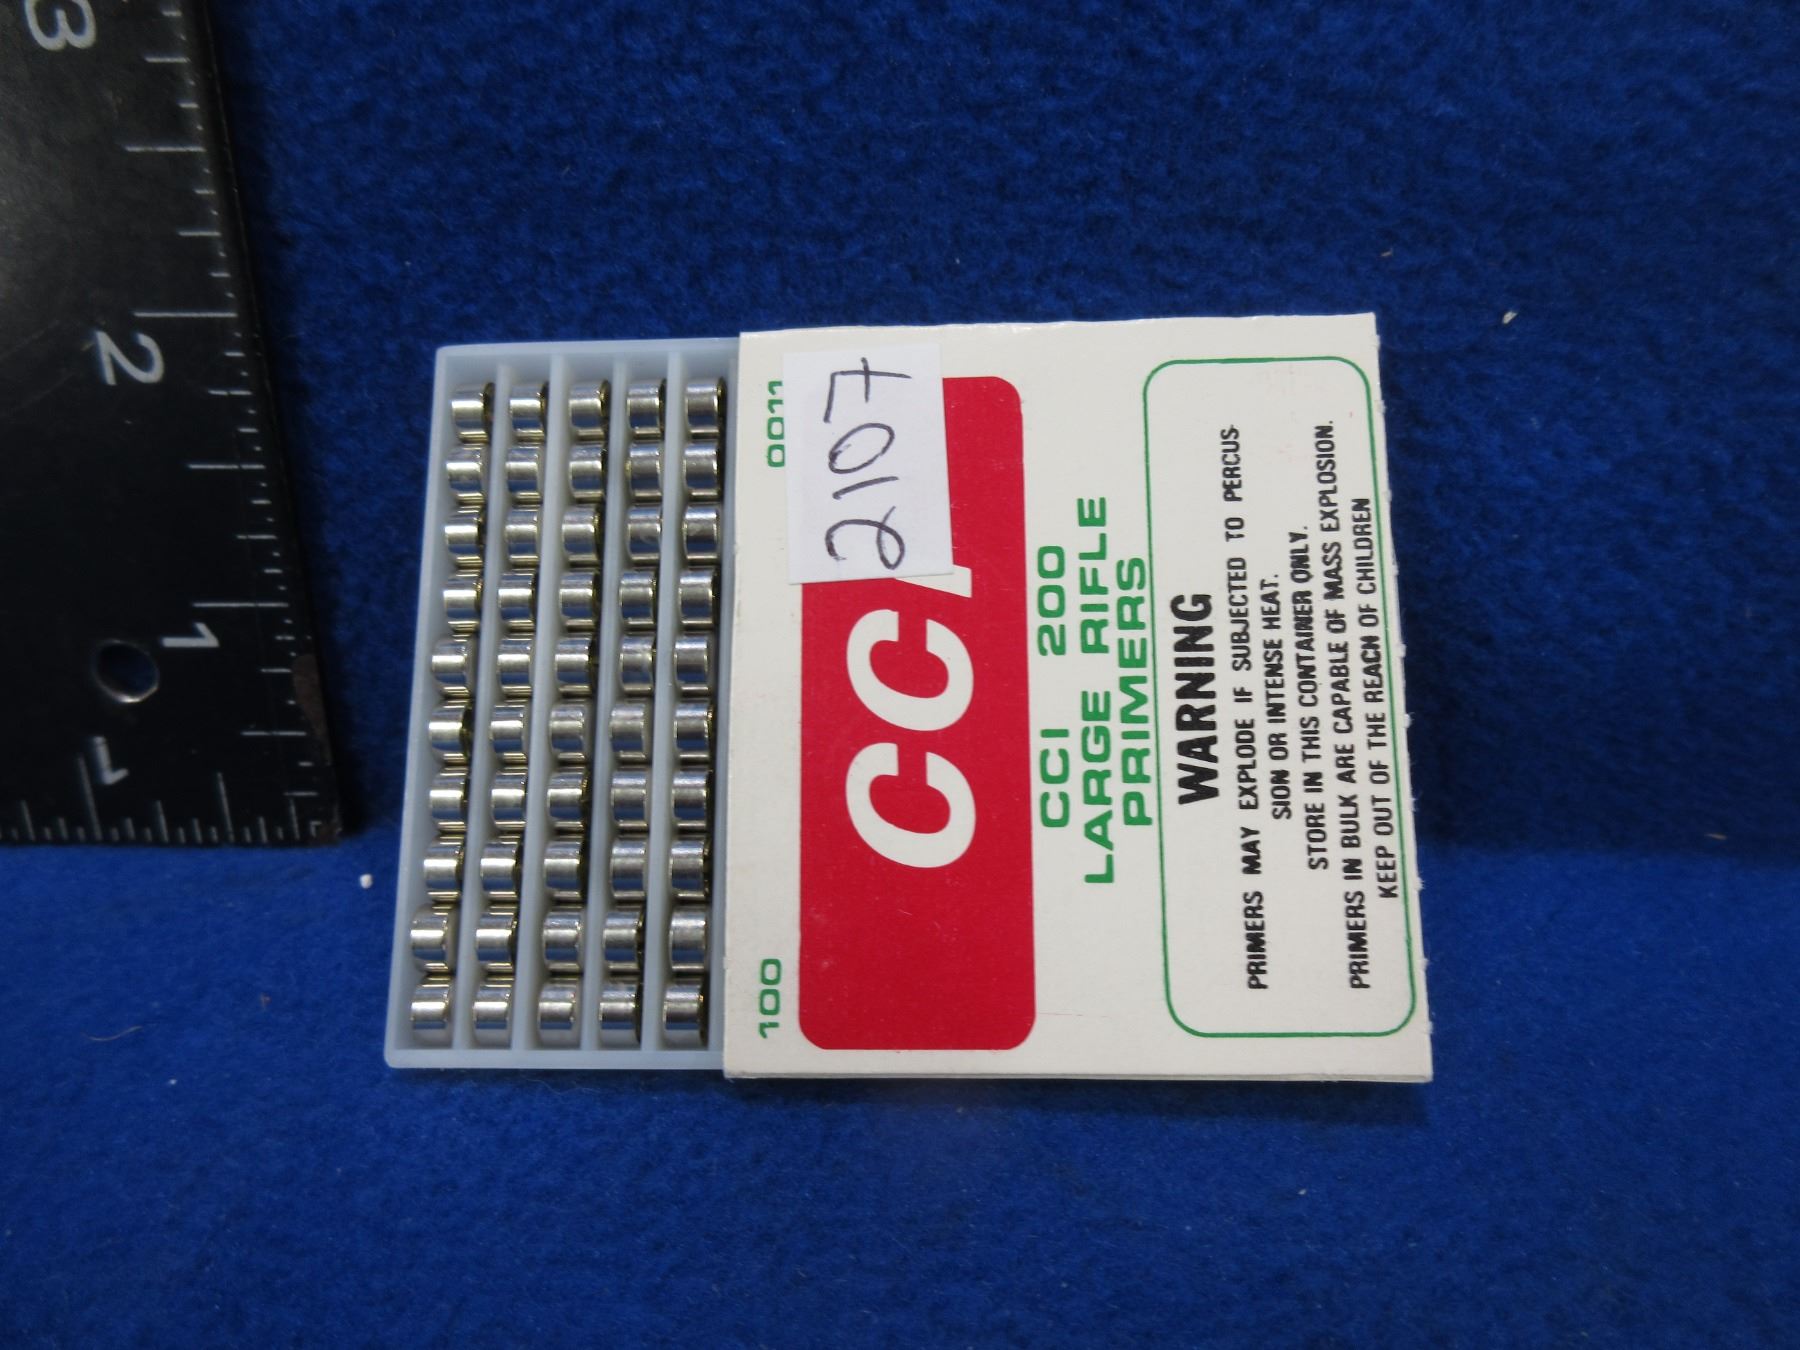 3
2
1
1
100
0011
2107
CC
CCI 200
LARGE RIFLE
PRIMERS
WARNING
PRIMERS MAY EXPLODE IF SUBJECTED TO PERCUS-
SION OR INTENSE HEAT.
STORE IN THIS CONTAINER ONLY.
PRIMERS IN BULK ARE CAPABLE OF MASS EXPLOSION.
KEEP OUT OF THE REACH OF CHILDREN